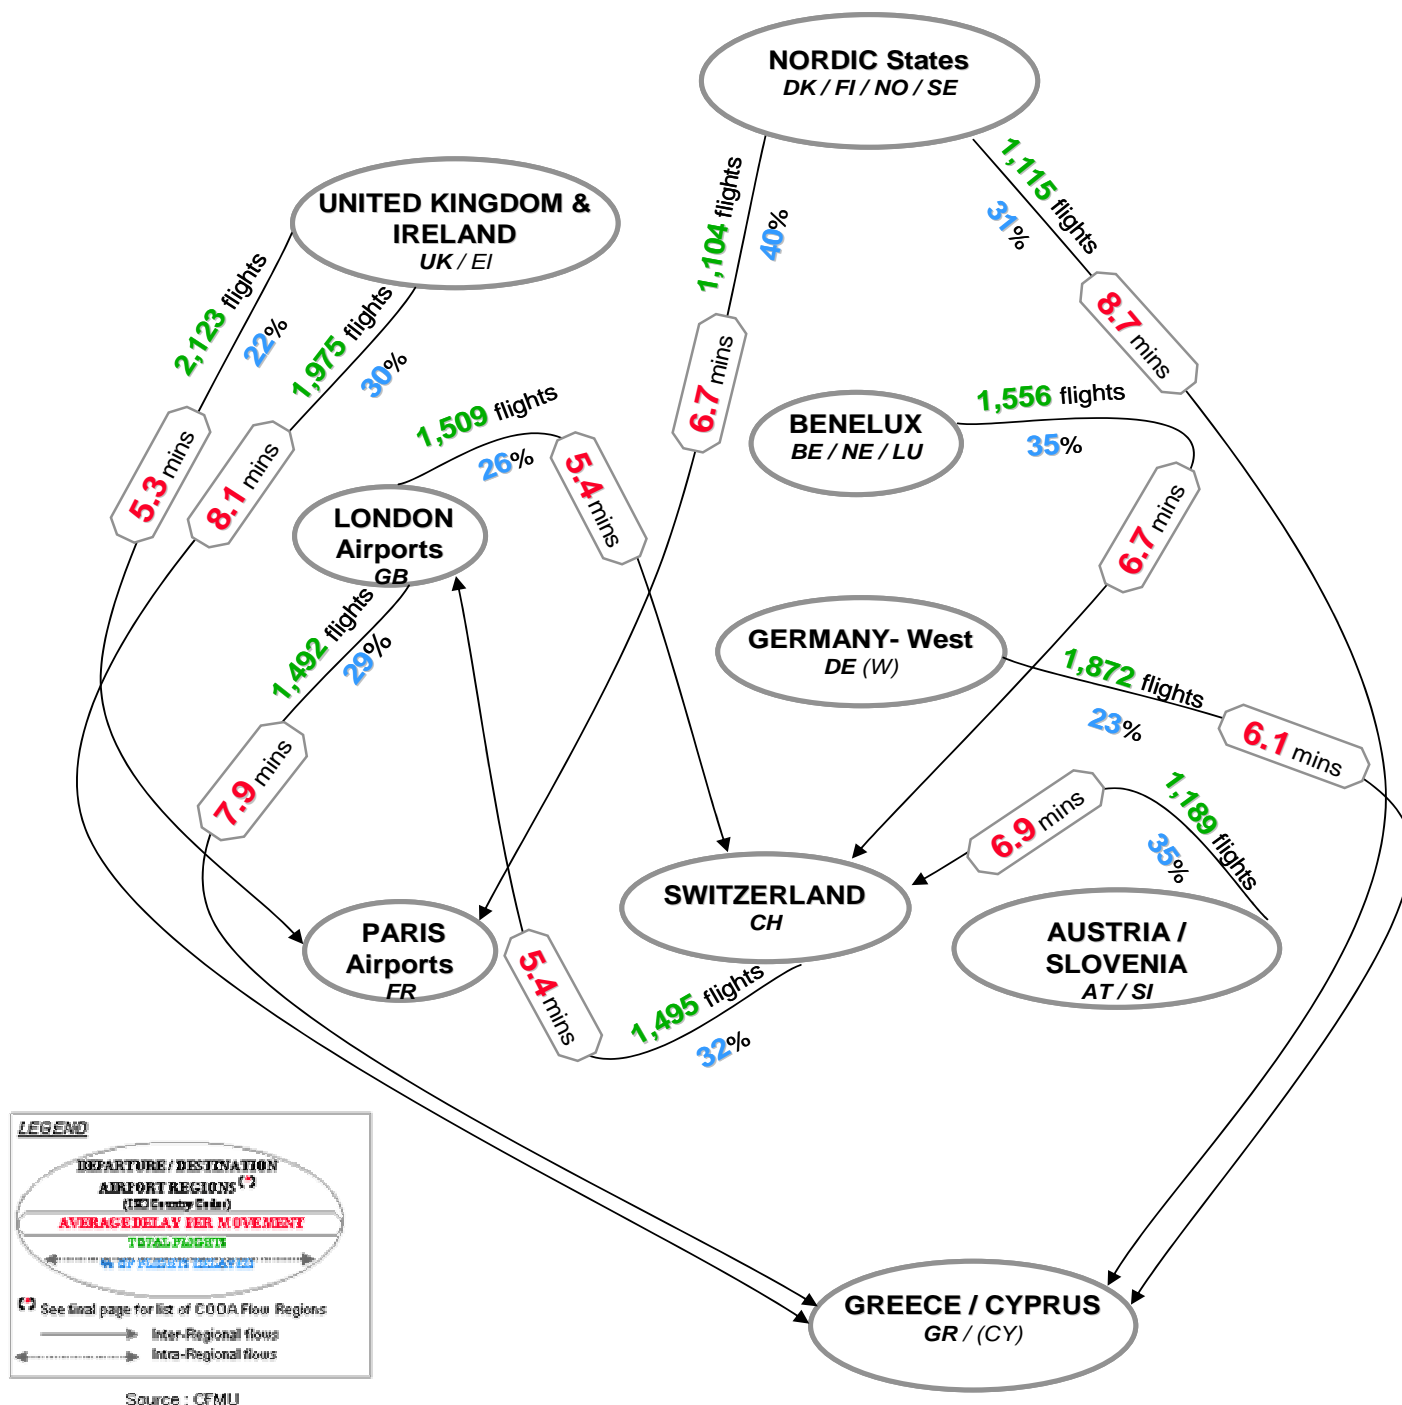 NORDIC States
DK / FI / NO / SE
1,115 flights
31%
8.7 mins
1,104 flights
40%
6.7 mins
UNITED KINGDOM &
IRELAND
UK / EI
2,123 flights
22%
5.3 mins
1,975 flights
30%
8.1 mins
1,509 flights
26%
5.4 mins
BENELUX
BE / NE / LU
1,556 flights
35%
6.7 mins
LONDON
Airports
GB
1,492 flights
29%
7.9 mins
GERMANY- West
DE (W)
1,872 flights
23%
6.1 mins
1,189 flights
35%
6.9 mins
SWITZERLAND
CH
1,495 flights
32%
5.4 mins
PARIS
Airports
FR
AUSTRIA /
SLOVENIA
AT / SI
GREECE / CYPRUS
GR / (CY)
LEGEND
DEPARTURE / DESTINATION
AIRPORT REGIONS (*)
(ISO Country Codes)
AVERAGE DELAY PER MOVEMENT
TOTAL FLIGHTS
% OF FLIGHTS DELAYED
(*) See final page for list of CODA Flow Regions
Inter-Regional flows
Intra-Regional flows
Source : CFMU